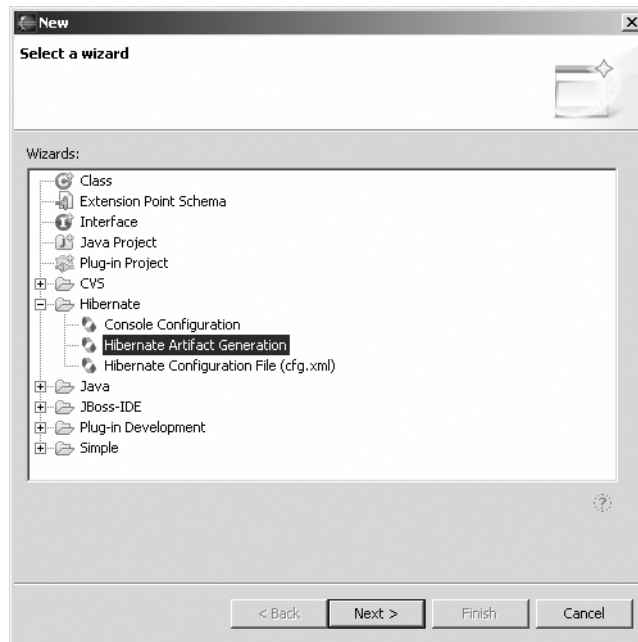 New
Select a wizard
Wizards:
Class
Extension Point Schema
Interface
Java Project
Plug-in Project
CVS
Hibernate
Console Configuration
Hibernate Artifact Generation
Hibernate Configuration File (cfg.xml)
Java
JBoss-IDE
Plug-in Development
Simple
< Back Next > Finish Cancel